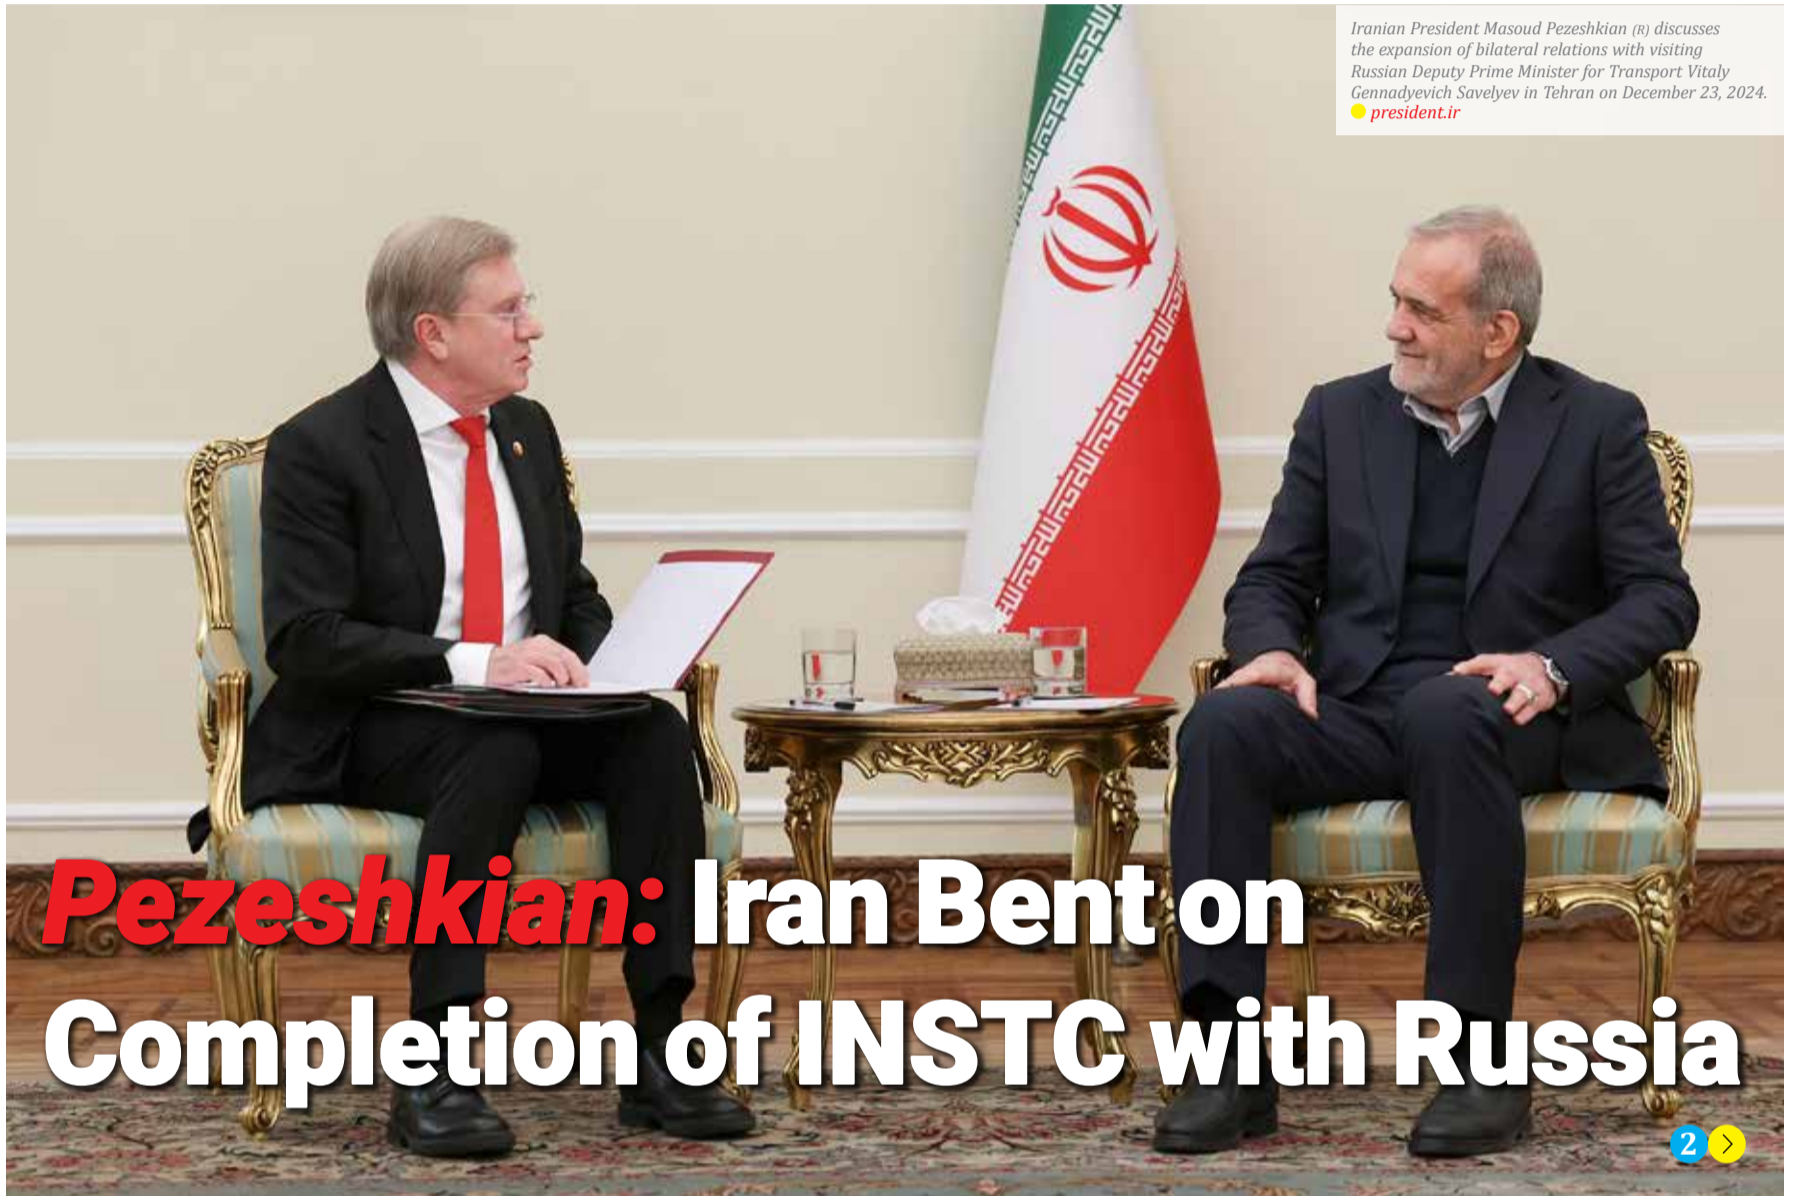 Iranian President Masoud Pezeshkian (R) discusses
the expansion of bilateral relations with visiting
Russian Deputy Prime Minister for Transport Vitaly
Gennadyevich Savelyev in Tehran on December 23, 2024.
president.ir
Pezeshkian: Iran Bent on
Completion of INSTC with Russia
2